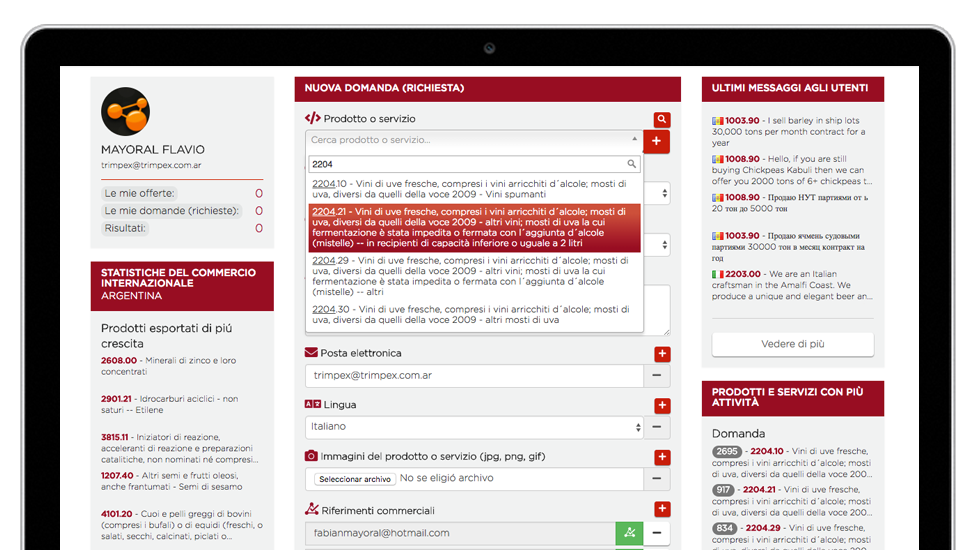 MAYORAL FLAVIO
trimpex@trimpex.com.ar
Le mie offerte: 0
Le mie domande (richieste): 0
Risultati: 0
STATISTICHE DEL COMMERCIO
INTERNAZIONALE
ARGENTINA
Prodotti esportati di piú
crescita
2608.00 - Minerali di zinco e loro
concentrati
2901.21 - Idrocarburi aciclici - non
saturi -- Etilene
3815.11 - Iniziatori di reazione,
acceleranti di reazione e preparazioni
catalitiche, non nominati né compresi...
1207.40 - Altri semi e frutti oleosi,
anche frantumati - Semi di sesamo
4101.20 - Cuoi e pelli greggi di bovini
(compresi i bufali) o di equidi (freschi, o
salati, secchi, calcinati, piclati o...
NUOVA DOMANDA (RICHIESTA)
Prodotto o servizio
Cerca prodotto o servizio...
2204
2204.10 - Vini di uve fresche, compresi i vini arricchiti d´alcole; mosti di
uva, diversi da quelli della voce 2009 - Vini spumanti
2204.21 - Vini di uve fresche, compresi i vini arricchiti d´alcole; mosti di
uva, diversi da quelli della voce 2009 - altri vini; mosti di uva la cui
fermentazione è stata impedita o fermata con l´aggiunta d´alcole
(mistelle) -- in recipienti di capacità inferiore o uguale a 2 litri
2204.29 - Vini di uve fresche, compresi i vini arricchiti d´alcole; mosti di
uva, diversi da quelli della voce 2009 - altri vini; mosti di uva la cui
fermentazione è stata impedita o fermata con l´aggiunta d´alcole
(mistelle) -- altri
2204.30 - Vini di uve fresche, compresi i vini arricchiti d´alcole; mosti di
uva, diversi da quelli della voce 2009 - altri mosti di uva
Posta elettronica
trimpex@trimpex.com.ar
Lingua
Italiano
Immagini del prodotto o servizio (jpg, png, gif)
Seleccionar archivo No se eligió archivo
Riferimenti commerciali
fabianmayoral@hotmail.com
ULTIMI MESSAGGI AGLI UTENTI
1003.90 - I sell barley in ship lots
30,000 tons per month contract for a
year
1008.90 - Hello, if you are still
buying Chickpeas Kabuli then we can
offer you 2000 tons of 6+ chickpeas t...
1008.90 - Продаю НУТ партиями от ь
20 тон до 5000 тон
1003.90 - Продаю ячмень судовыми
партиями 30000 тон в месяц контракт на
год
2203.00 - We are an Italian
craftsman in the Amalfi Coast. We
produce a unique and elegant beer an...
Vedere di più
PRODOTTI E SERVIZI CON PIÙ
ATTIVITÀ
Domanda
2695 - 2204.10 - Vini di uve fresche,
compresi i vini arricchiti d´alcole; mosti
di uva, diversi da quelli della voce 200...
917 - 2204.21 - Vini di uve fresche,
compresi i vini arricchiti d´alcole; mosti
di uva, diversi da quelli della voce 200...
834 - 2204.29 - Vini di uve fresche,
compresi i vini arricchiti d´alcole; mosti